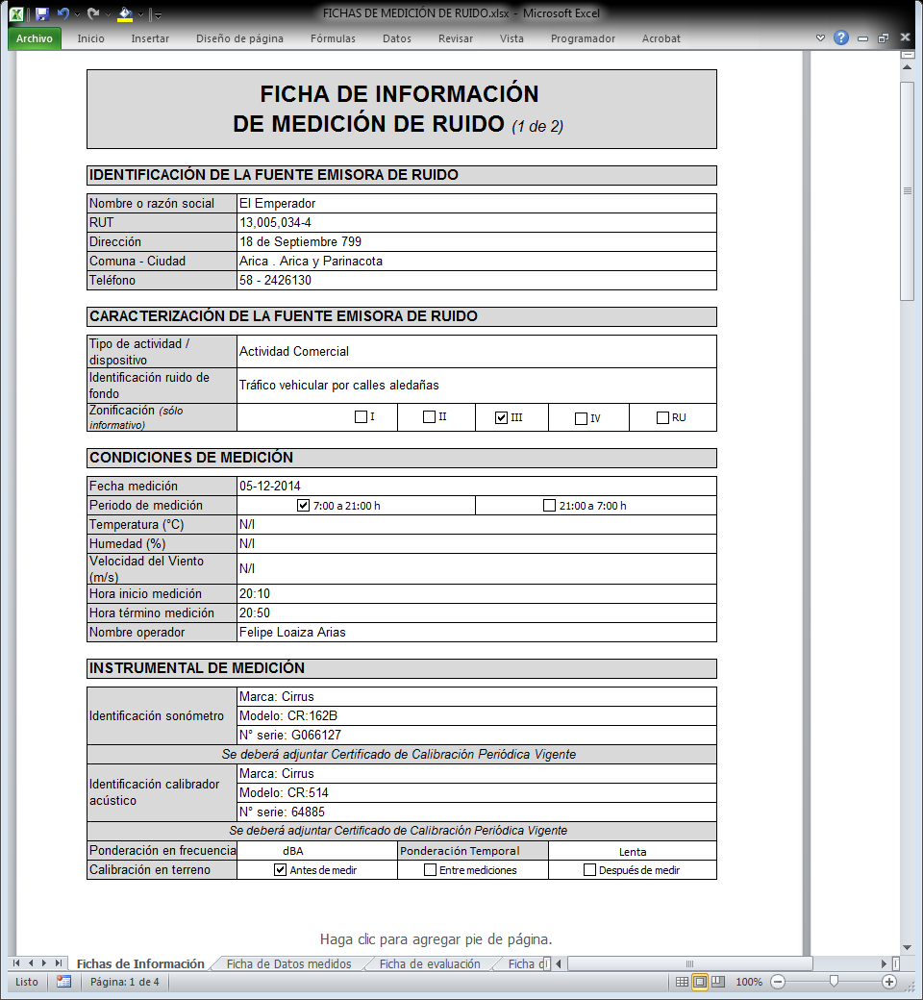 FICHAS DE MEDICIÓN DE RUIDO.xlsx - Microsoft Excel
Archivo Inicio Insertar Diseño de página Fórmulas Datos Revisar Vista Programador Acrobat
FICHA DE INFORMACIÓN
DE MEDICIÓN DE RUIDO (1 de 2)
IDENTIFICACIÓN DE LA FUENTE EMISORA DE RUIDO
Nombre o razón social El Emperador
RUT 13,005,034-4
Dirección 18 de Septiembre 799
Comuna - Ciudad Arica . Arica y Parinacota
Teléfono 58 - 2426130
CARACTERIZACIÓN DE LA FUENTE EMISORA DE RUIDO
Tipo de actividad /
dispositivo
Actividad Comercial
Identificación ruido de
fondo
Tráfico vehicular por calles aledañas
Zonificación (sólo
informativo)
I II III IV RU
CONDICIONES DE MEDICIÓN
Fecha medición 05-12-2014
Periodo de medición 7:00 a 21:00 h 21:00 a 7:00 h
Temperatura (°C) N/I
Humedad (%) N/I
Velocidad del Viento
(m/s)
N/I
Hora inicio medición 20:10
Hora término medición 20:50
Nombre operador Felipe Loaiza Arias
INSTRUMENTAL DE MEDICIÓN
Identificación sonómetro
Marca: Cirrus
Modelo: CR:162B
N° serie: G066127
Se deberá adjuntar Certificado de Calibración Periódica Vigente
Identificación calibrador
acústico
Marca: Cirrus
Modelo: CR:514
N° serie: 64885
Se deberá adjuntar Certificado de Calibración Periódica Vigente
Ponderación en frecuencia dBA Ponderación Temporal Lenta
Calibración en terreno Antes de medir Entre mediciones Después de medir
Haga clic para agregar pie de página.
Fichas de Información Ficha de Datos medidos Ficha de evaluación Ficha d
Listo Página: 1 de 4 100%